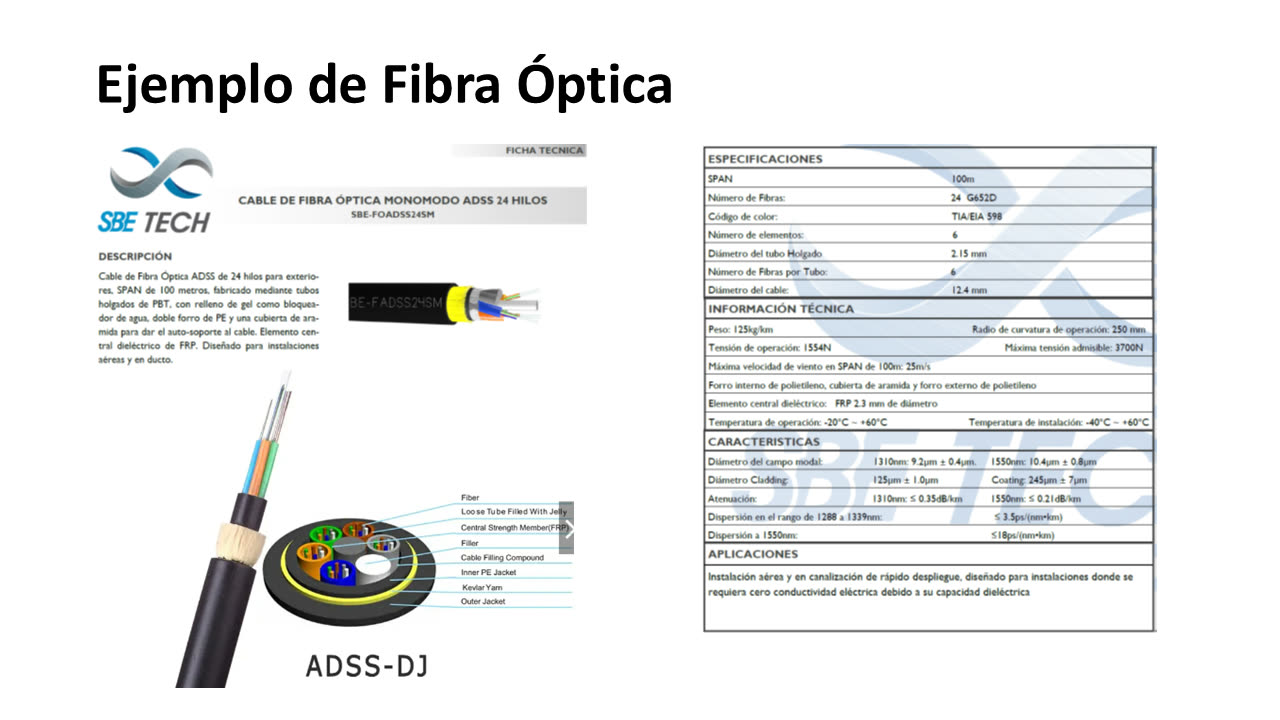 Ejemplo de Fibra Óptica
FICHA TECNICA
SBE TECH
CABLE DE FIBRA ÓPTICA MONOMODO ADSS 24 HILOS
SBE-FOADSS24SM
DESCRIPCIÓN
Cable de Fibra Óptica ADSS de 24 hilos para exterio-
res, SPAN de 100 metros, fabricado mediante tubos
holgados de PBT, con relleno de gel como bloquea-
dor de agua, doble forro de PE y una cubierta de ara-
mida para dar el auto-soporte al cable. Elemento cen-
tral dieléctrico de FRP. Diseñado para instalaciones
aéreas y en ducto.
BE-FADSS24SM
Fiber
Loose Tube Filled With Jelly
Central Strength Member(FRP)
Filler
Cable Filling Compound
Inner PE Jacket
Kevlar Yarn
Outer Jacket
ADSS-DJ
ESPECIFICACIONES
SPAN 100m
Número de Fibras: 24 G652D
Código de color: TIA/EIA 598
Número de elementos: 6
Diámetro del tubo Holgado 2.15 mm
Número de Fibras por Tubo: 6
Diámetro del cable: 12.4 mm
INFORMACIÓN TÉCNICA
Peso: 125kg/km Radio de curvatura de operación: 250 mm
Tensión de operación: 1554N Máxima tensión admisible: 3700N
Máxima velocidad de viento en SPAN de 100m: 25m/s
Forro interno de polietileno, cubierta de aramida y forro externo de polietileno
Elemento central dieléctrico: FRP 2.3 mm de diámetro
Temperatura de operación: -20°C ~ +60°C Temperatura de instalación: -40°C ~ +60°C
CARACTERISTICAS
Diámetro del campo modal: 1310nm: 9.2µm ± 0.4µm. 1550nm: 10.4µm ± 0.8µm
Diámetro Cladding: 125µm ± 1.0µm Coating: 245µm ± 7µm
Atenuación: 1310nm: ≤ 0.35dB/km 1550nm: ≤ 0.21dB/km
Dispersión en el rango de 1288 a 1339nm: ≤ 3.5ps/(nm•km)
Dispersión a 1550nm: ≤18ps/(nm•km)
APLICACIONES
Instalación aérea y en canalización de rápido despliegue, diseñado para instalaciones donde se
requiera cero conductividad eléctrica debido a su capacidad dieléctrica
SBE TEC